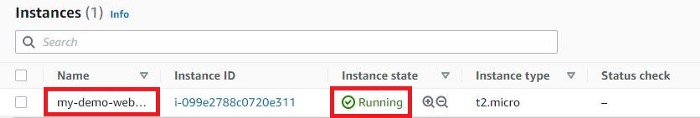 Instances (1) Info
Search
Name Instance ID Instance state Instance type Status check
my-demo-web... i-099e2788c0720e311 Running t2.micro –